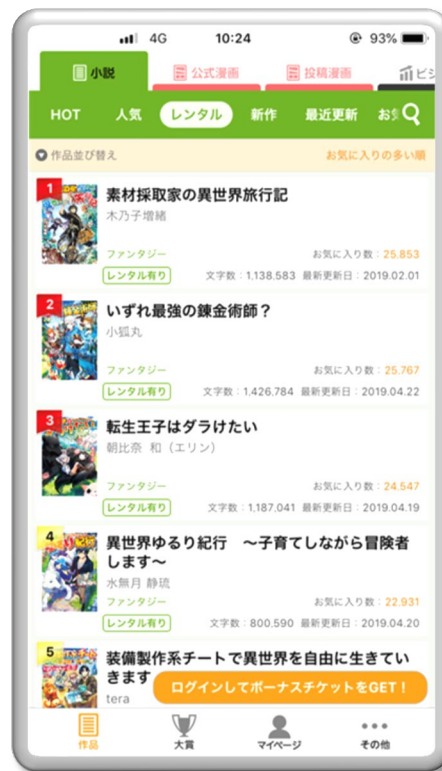 4G 10:24 93%
小説 公式漫画 投稿漫画 ビジ
HOT 人気 レンタル 新作 最近更新 お気
作品並び替え お気に入りの多い順
1
素材採取家の異世界旅行記
木乃子増緒
ファンタジー お気に入り数：25.853
レンタル有り 文字数：1.138.583 最新更新日：2019.02.01
2
いずれ最強の錬金術師？
小狐丸
ファンタジー お気に入り数：25.767
レンタル有り 文字数：1.426.784 最新更新日：2019.04.22
3
転生王子はダラけたい
朝比奈 和（エリン）
ファンタジー お気に入り数：24.547
レンタル有り 文字数：1.187.041 最新更新日：2019.04.19
4
異世界ゆるり紀行 ～子育てしながら冒険者
します～
水無月 静琉
ファンタジー お気に入り数：22.931
レンタル有り 文字数：800.590 最新更新日：2019.04.20
5
装備製作系チートで異世界を自由に生きてい
きます
tera
ログインしてボーナスチケットをGET！
作品 大賞 マイページ その他